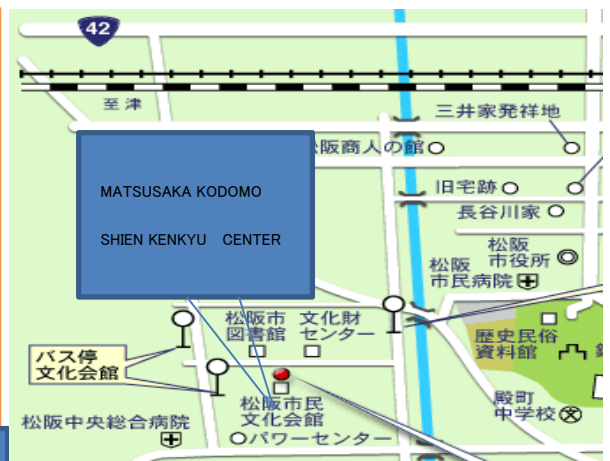 42
至津
三井家発祥地
松阪商人の館
MATSUSAKA KODOMO
SHIEN KENKYU CENTER
旧宅跡
長谷川家
松阪
市役所
松阪
市民病院
松阪市
図書館
文化財
センター
歴史民俗
資料館
バス停
文化会館
松阪市民
文化会館
殿町
中学校
松阪中央総合病院
パワーセンター